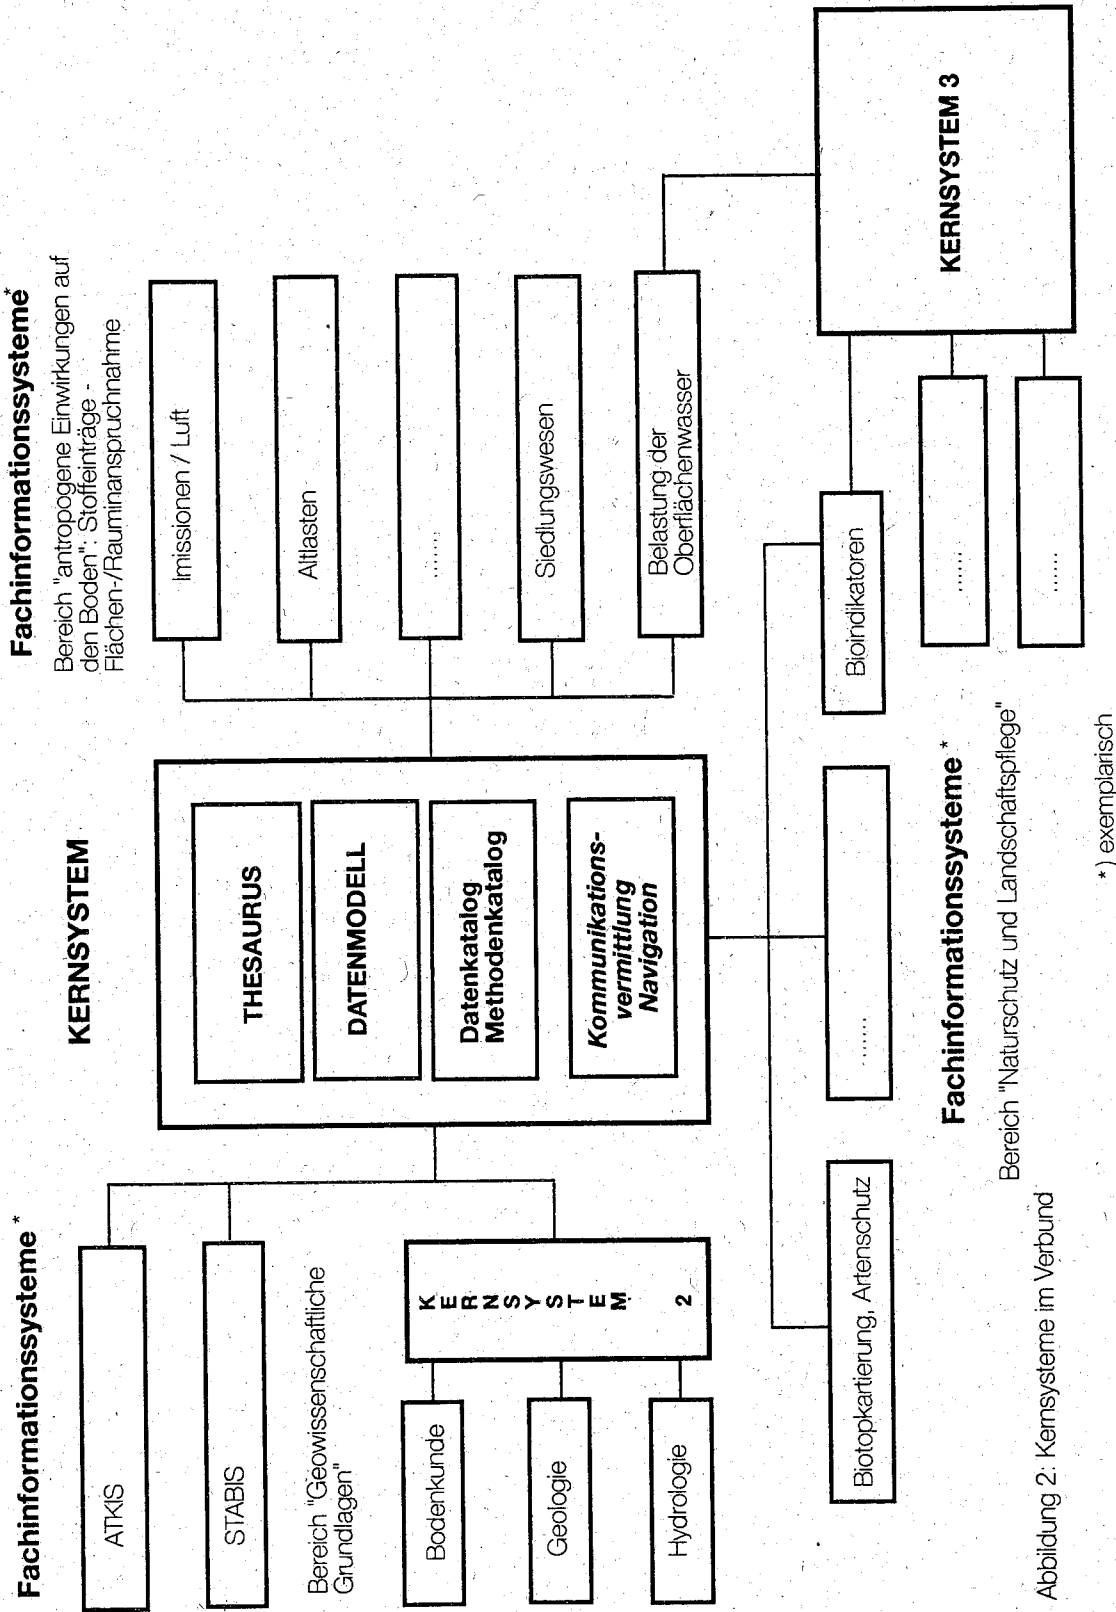 Fachinformationssysteme*
ATKIS
STABIS
Bereich "Geowissenschaftliche
Grundlagen"
Bodenkunde
Geologie
Hydrologie
KERNSYSTEM 2
KERNSYSTEM
THESAURUS
DATENMODELL
Datenkatalog
Methodenkatalog
Kommunikations-
vermittlung
Navigation
Fachinformationssysteme*
Bereich "antropogene Einwirkungen auf
den Boden": Stoffeinträge -
Flächen-/Rauminanspruchnahme
Imissionen / Luft
Altlasten
.......
Siedlungswesen
Belastung der
Oberflächenwasser
Biotopkartierung, Artenschutz
.......
Bioindikatoren
Fachinformationssysteme*
Bereich "Naturschutz und Landschaftspflege"
KERNSYSTEM 3
......
......
Abbildung 2: Kernsysteme im Verbund
*) exemplarisch